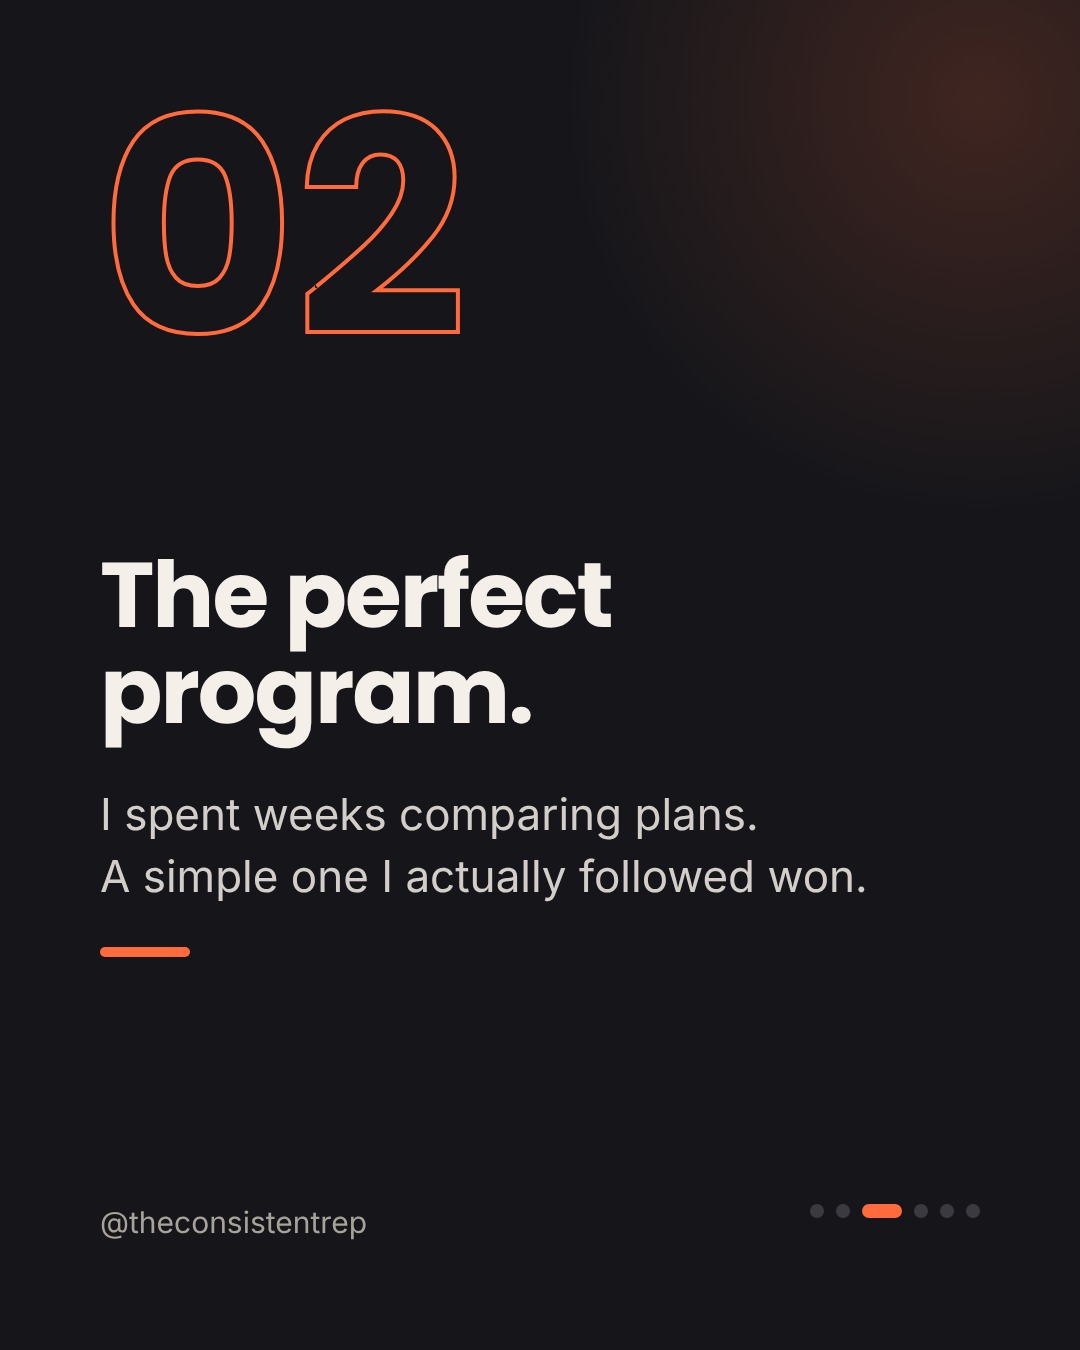 02
The perfect
program.
I spent weeks comparing plans.
A simple one I actually followed won.
@theconsistentrep